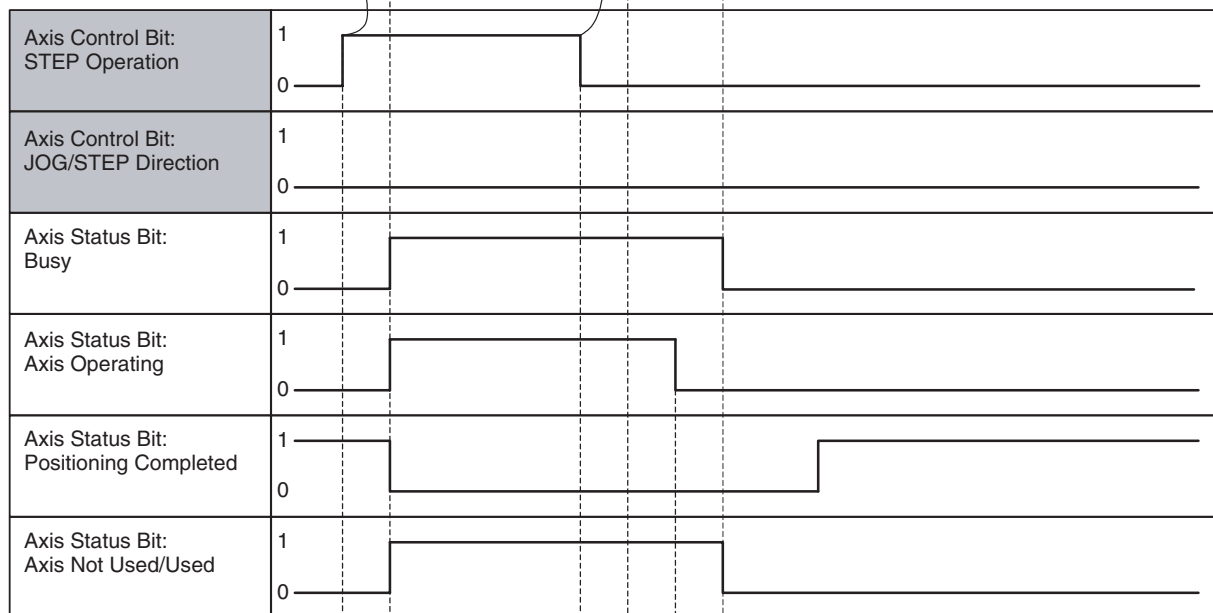 Axis Control Bit:
STEP Operation
1
0
Axis Control Bit:
JOG/STEP Direction
1
0
Axis Status Bit:
Busy
1
0
Axis Status Bit:
Axis Operating
1
0
Axis Status Bit:
Positioning Completed
1
0
Axis Status Bit:
Axis Not Used/Used
1
0